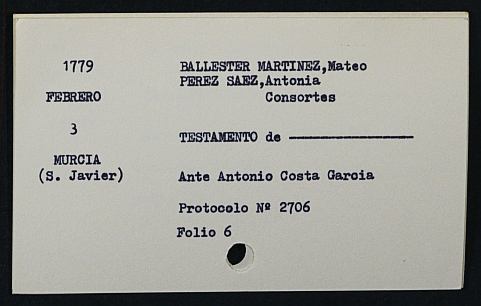 1779
FEBRERO
3
MURCIA
(S. Javier)
BALLESTER MARTINEZ,Mateo
PEREZ SAEZ,Antonia
Consortes
TESTAMENTO de ─────────
Ante Antonio Costa Garcia
Protocolo Nº 2706
Folio 6